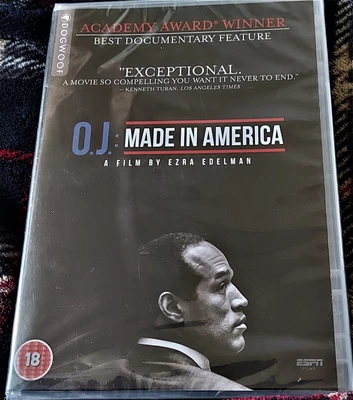 DOGWOOF
ACADEMY AWARD® WINNER
BEST DOCUMENTARY FEATURE
"EXCEPTIONAL.
A MOVIE SO COMPELLING YOU WANT IT NEVER TO END."
– KENNETH TURAN, LOS ANGELES TIMES
O.J.: MADE IN AMERICA
A FILM BY EZRA EDELMAN
18
ESPN
FILMS